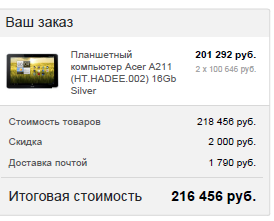 Ваш заказ
Планшетный 201 292 руб.
компьютер Acer A211 2 x 100 646 руб.
(HT.HADEE.002) 16Gb
Silver
Стоимость товаров 218 456 руб.
Скидка 2 000 руб.
Доставка почтой 1 790 руб.
Итоговая стоимость 216 456 руб.